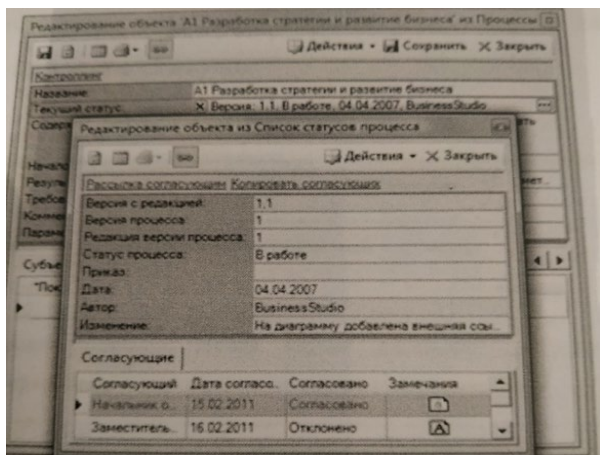 Редактирование объекта 'А1 Разработка стратегии и развитие бизнеса' из Процессы
Действия Сохранить Закрыть
Контроллинг
Название: А1 Разработка стратегии и развитие бизнеса
Текущий статус: Версия: 1.1, В работе, 04.04.2007, BusinessStudio ...
Редактирование объекта из Список статусов процесса
Действия Закрыть
Рассылка согласующим Копировать согласующих
Версия с редакцией: 1.1
Версия процесса: 1
Редакция версии процесса: 1
Статус процесса: В работе
Приказ:
Дата: 04.04.2007
Автор: BusinessStudio
Изменение: На диаграмму добавлена внешняя ссы...
Согласующие
Согласующий Дата согласо.. Согласовано Замечания
Начальник о... 15.02.2011 Согласовано
Заместитель... 16.02.2011 Отклонено